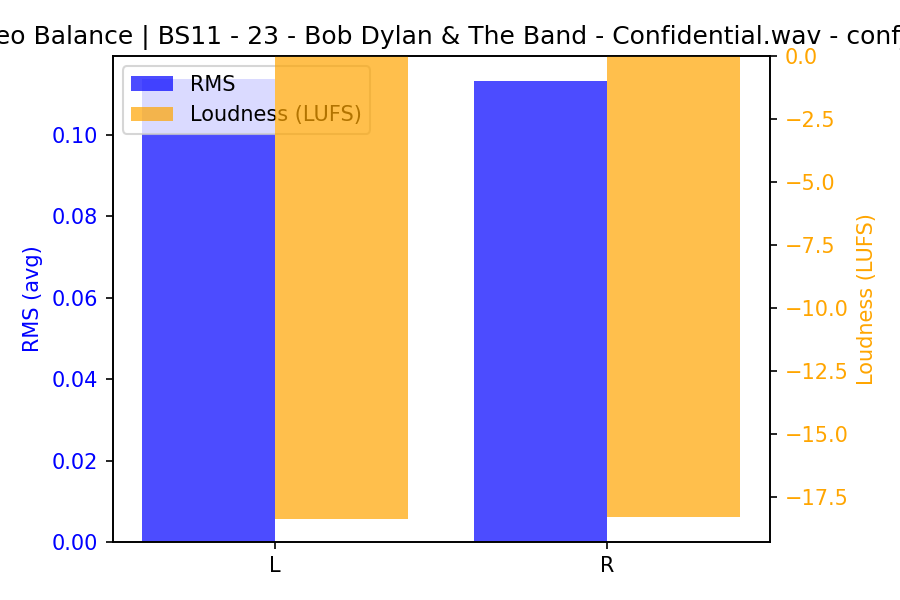 eo Balance | BS11 - 23 - Bob Dylan & The Band - Confidential.wav - conf
RMS
Loudness (LUFS)
0.10
0.08
0.06
0.04
0.02
0.00
RMS (avg)
0.0
−2.5
−5.0
−7.5
−10.0
−12.5
−15.0
−17.5
Loudness (LUFS)
L
R